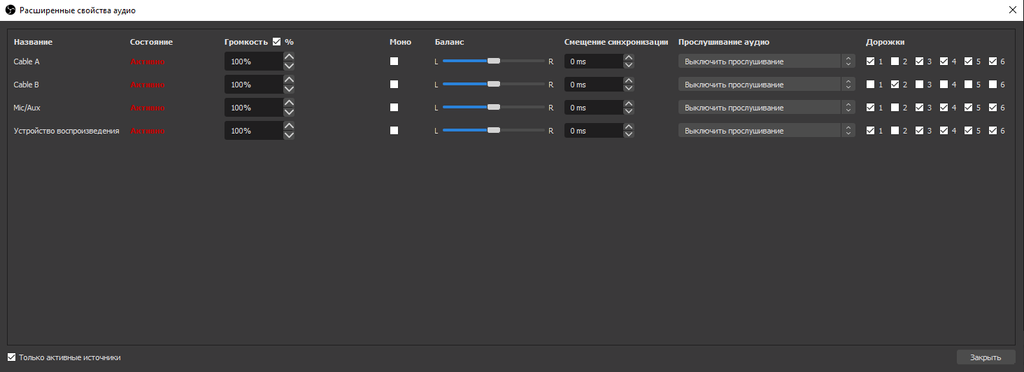 Расширенные свойства аудио
Название Состояние Громкость % Моно Баланс Смещение синхронизации Прослушивание аудио Дорожки
Cable A Активно 100% L R 0 ms Выключить прослушивание 1 2 3 4 5 6
Cable B Активно 100% L R 0 ms Выключить прослушивание 1 2 3 4 5 6
Mic/Aux Активно 100% L R 0 ms Выключить прослушивание 1 2 3 4 5 6
Устройство воспроизведения Активно 100% L R 0 ms Выключить прослушивание 1 2 3 4 5 6
Только активные источники Закрыть